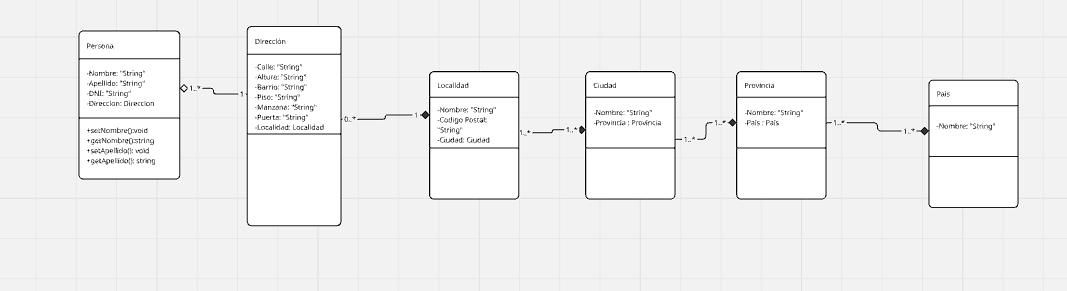 Persona
-Nombre: "String"
-Apellido: "String"
-DNI: "String"
-Direccion: Direccion
+setNombre():void
+getNombre():string
+setApellido(): void
+getApellido(): string
1..*
1
Dirección
-Calle: "String"
-Altura: "String"
-Barrio: "String"
-Piso: "String"
-Manzana: "String"
-Puerta: "String"
-Localidad: Localidad
0..*
1
Localidad
-Nombre: "String"
-Codigo Postal:
"String"
-Ciudad: Ciudad
1..*
1..*
Ciudad
-Nombre: "String"
-Provincia : Provincia
1..*
1..*
Provincia
-Nombre: "String"
-País : País
1..*
1..*
País
-Nombre: "String"